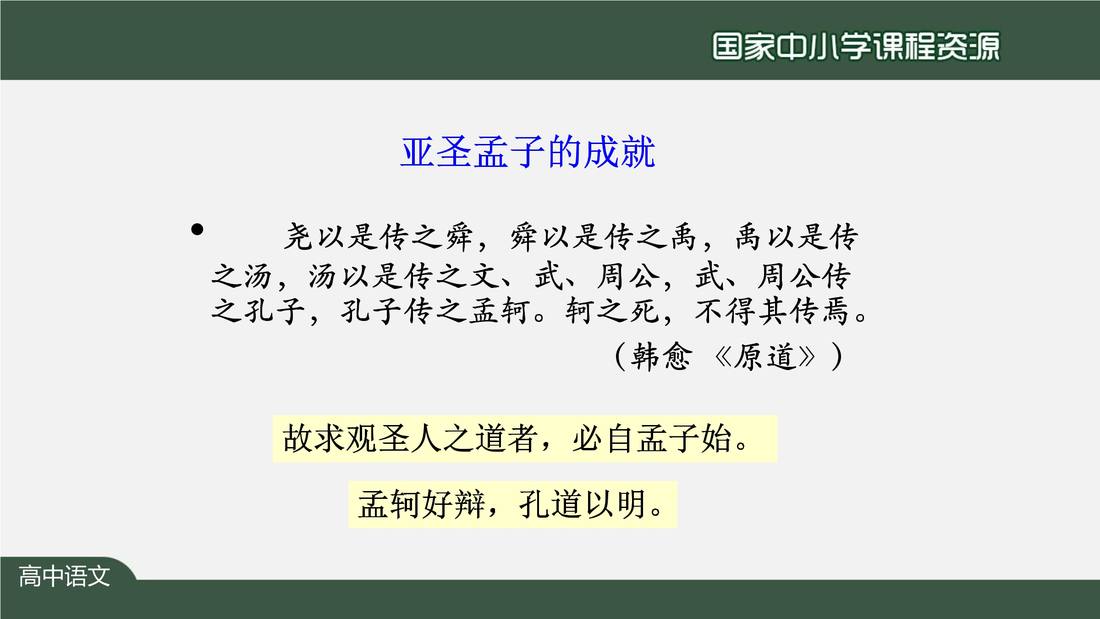 国家中小学课程资源
亚圣孟子的成就
• 尧以是传之舜，舜以是传之禹，禹以是传
之汤，汤以是传之文、武、周公，武、周公传
之孔子，孔子传之孟轲。轲之死，不得其传焉。
（韩愈 《原道》）
故求观圣人之道者，必自孟子始。
孟轲好辩，孔道以明。
高中语文